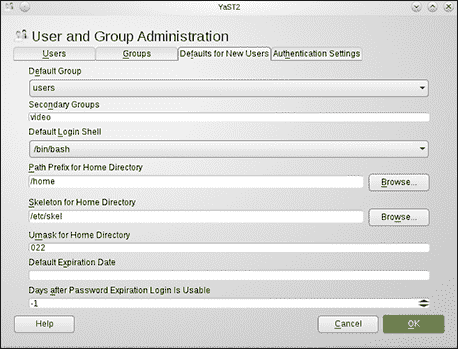 YaST2
User and Group Administration
Users Groups Defaults for New Users Authentication Settings
Default Group
users
Secondary Groups
video
Default Login Shell
/bin/bash
Path Prefix for Home Directory
/home Browse...
Skeleton for Home Directory
/etc/skel Browse...
Umask for Home Directory
022
Default Expiration Date
Days after Password Expiration Login Is Usable
-1
Help Cancel OK